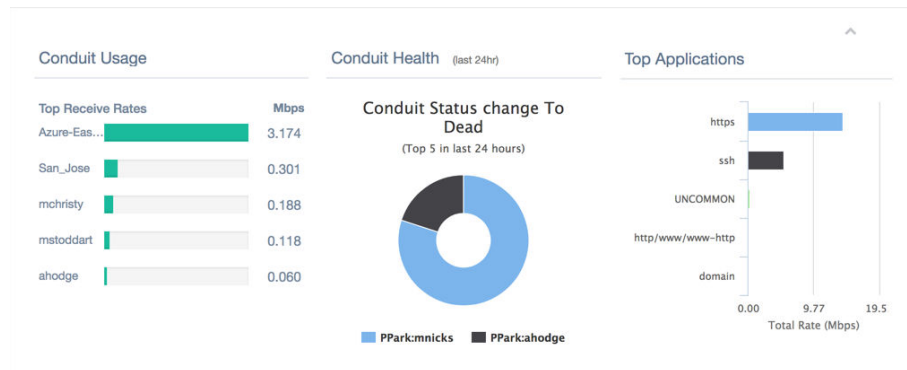 Conduit Usage
Top Receive Rates Mbps
Azure-Eas... 3.174
San_Jose 0.301
mchristy 0.188
mstoddart 0.118
ahodge 0.060
Conduit Health (last 24hr)
Conduit Status change To
Dead
(Top 5 in last 24 hours)
PPark:mnicks PPark:ahodge
Top Applications
https
ssh
UNCOMMON
http/www/www-http
domain
0.00 9.77 19.5
Total Rate (Mbps)